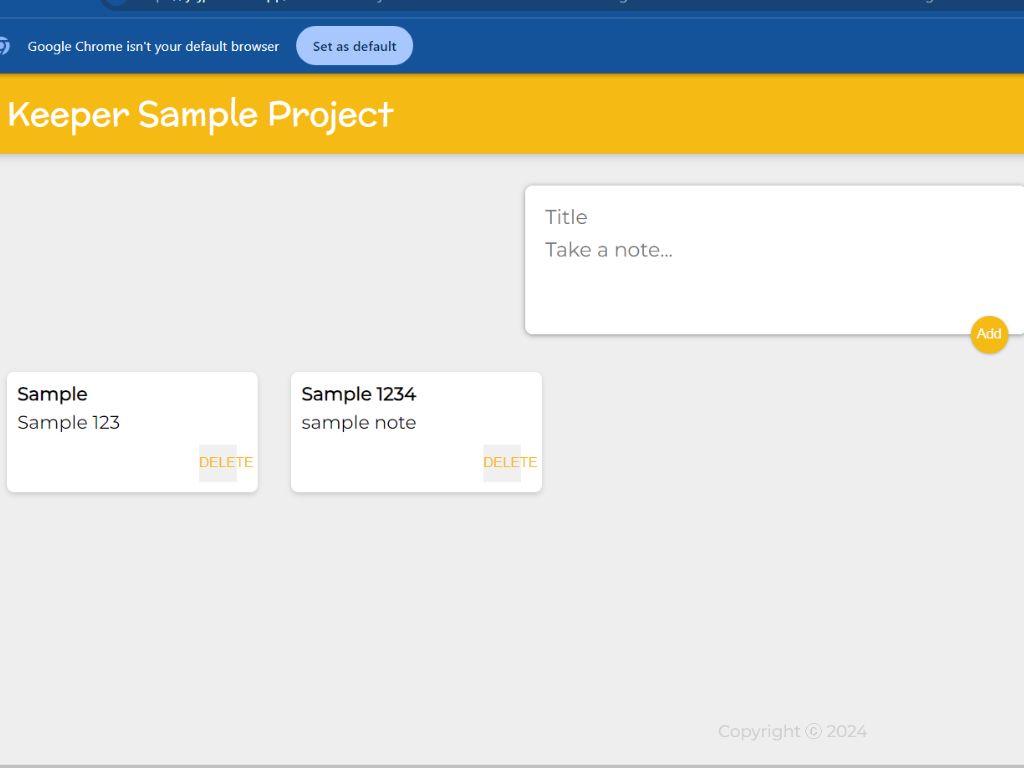 Google Chrome isn't your default browser Set as default
Keeper Sample Project
Title
Take a note...
Add
Sample
Sample 123
DELETE
Sample 1234
sample note
DELETE
Copyright ⓒ 2024